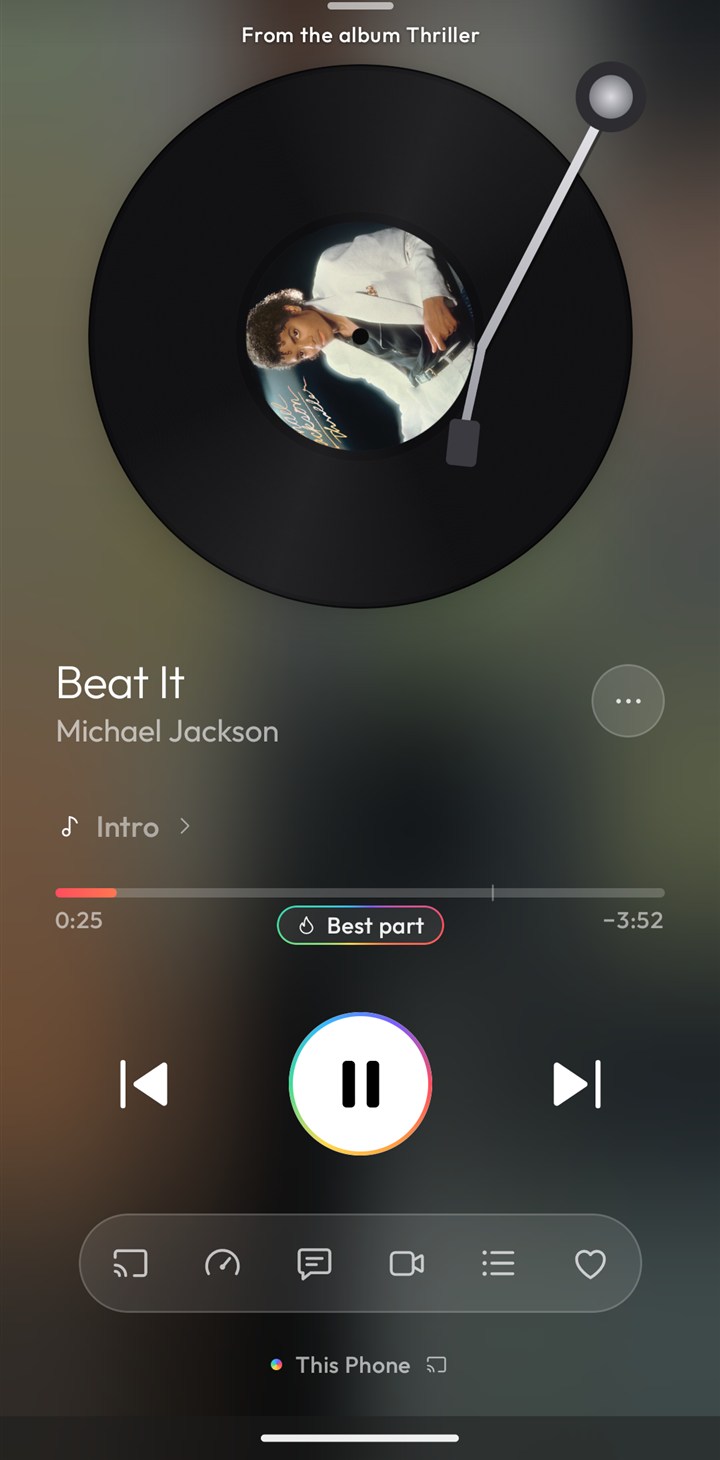 From the album Thriller
Beat It
Michael Jackson
Intro
0:25
Best part
-3:52
This Phone